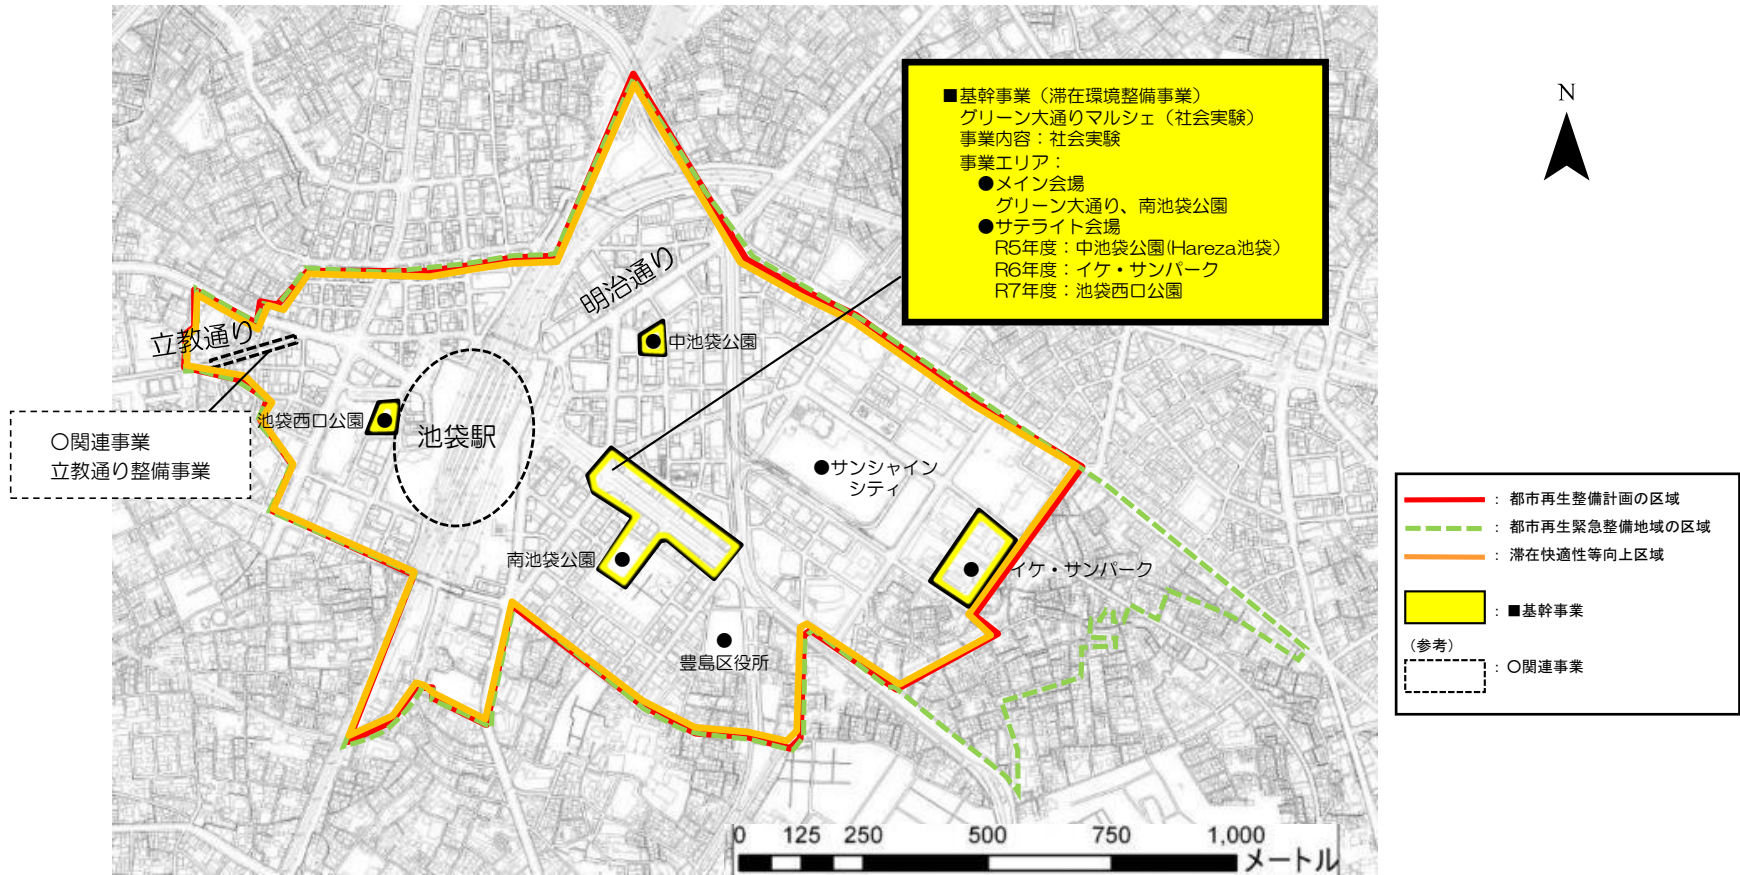 ■基幹事業（滞在環境整備事業）
グリーン大通りマルシェ（社会実験）
事業内容：社会実験
事業エリア：
●メイン会場
グリーン大通り、南池袋公園
●サテライト会場
R5年度：中池袋公園(Hareza池袋）
R6年度：イケ・サンパーク
R7年度：池袋西口公園
N
明治通り
立教通り
中池袋公園
池袋西口公園
池袋駅
〇関連事業
立教通り整備事業
サンシャイン
シティ
南池袋公園
イケ・サンパーク
豊島区役所
：都市再生整備計画の区域
：都市再生緊急整備地域の区域
：滞在快適性等向上区域
：■基幹事業
（参考）
：〇関連事業
0 125 250 500 750 1,000
メートル